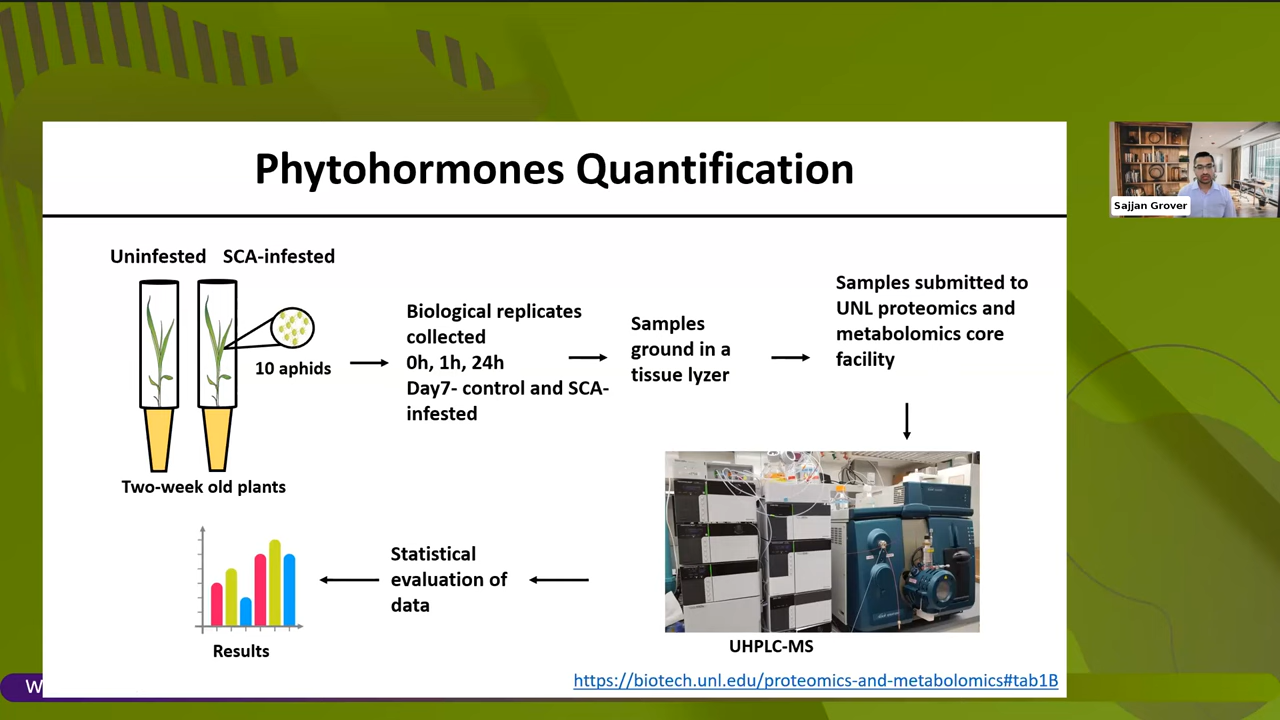 Phytohormones Quantification
Sajjan Grover
Uninfested SCA-infested
10 aphids
Two-week old plants
Biological replicates
collected
0h, 1h, 24h
Day7- control and SCA-
infested
Samples
ground in a
tissue lyzer
Samples submitted to
UNL proteomics and
metabolomics core
facility
UHPLC-MS
Statistical
evaluation of
data
Results
https://biotech.unl.edu/proteomics-and-metabolomics#tab1B
W